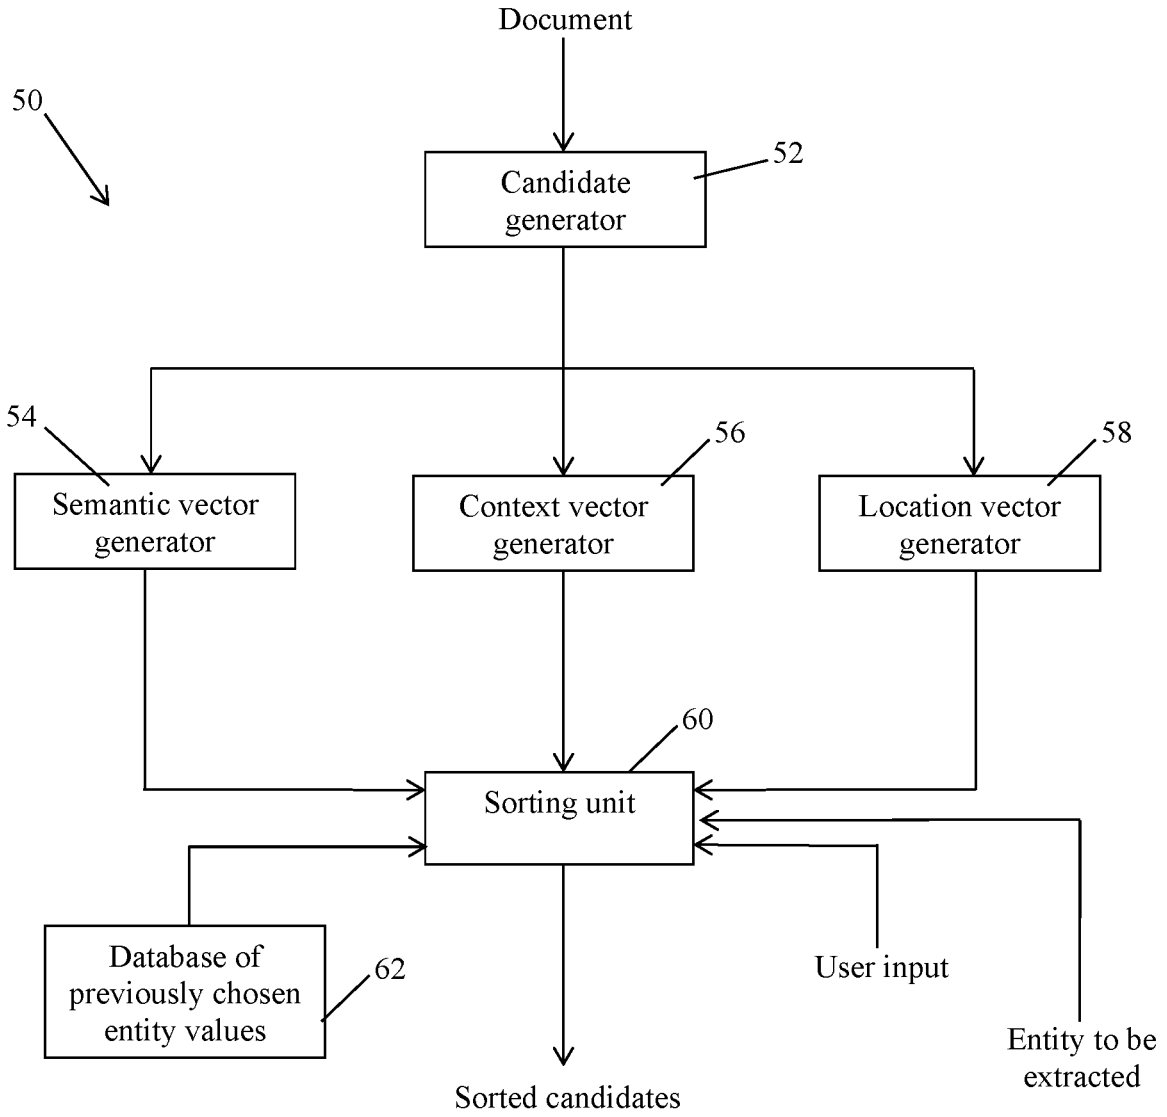 Document
50
52
Candidate
generator
54
56
58
Semantic vector
generator
Context vector
generator
Location vector
generator
60
Sorting unit
Database of
previously chosen
entity values
62
User input
Entity to be
extracted
Sorted candidates